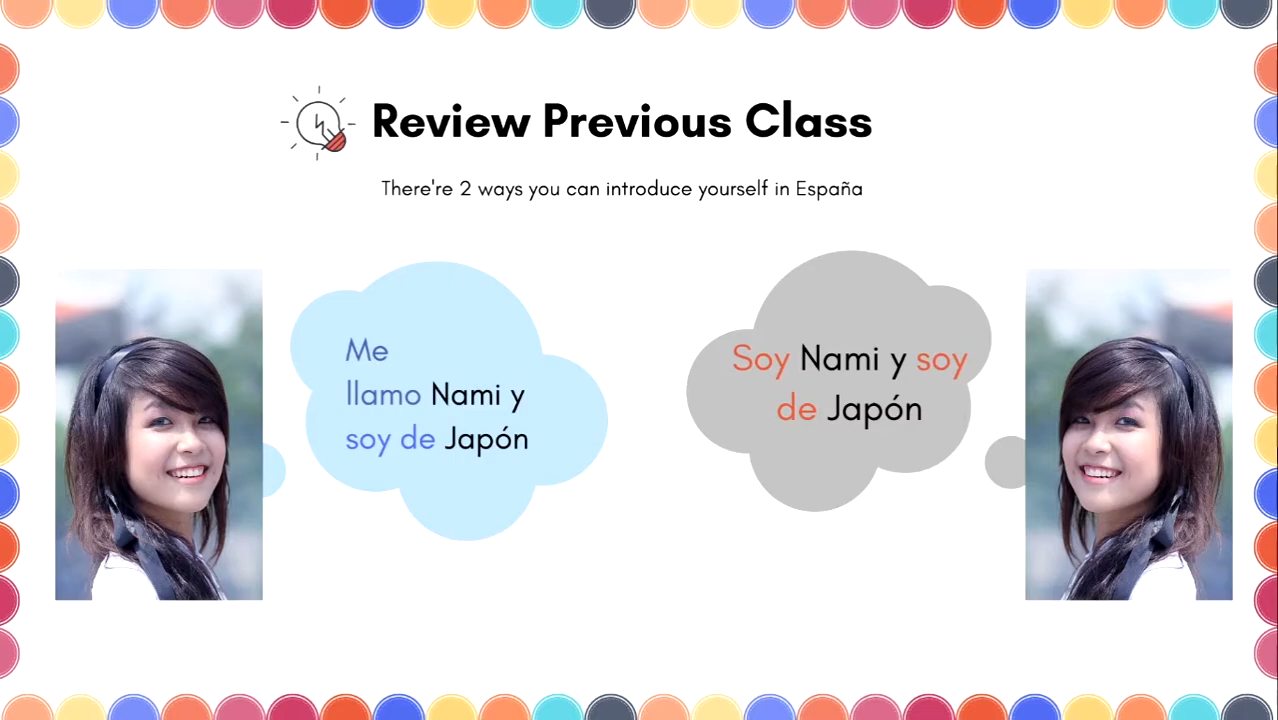 Review Previous Class
There're 2 ways you can introduce yourself in España
Me
llamo Nami y
soy de Japón
Soy Nami y soy
de Japón